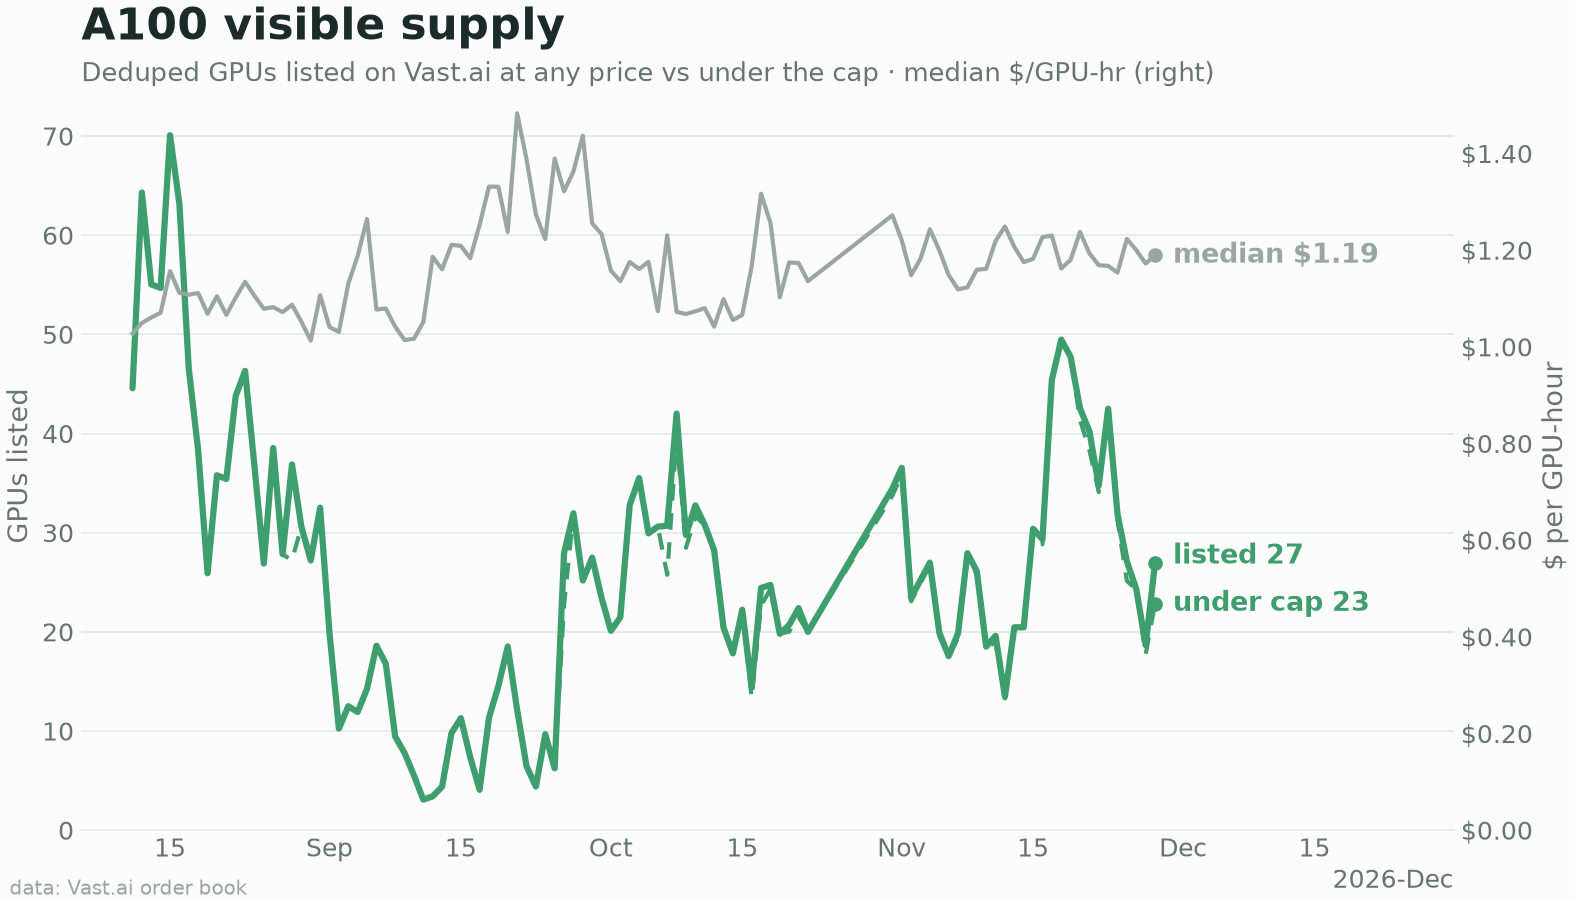 A100 visible supply
Deduped GPUs listed on Vast.ai at any price vs under the cap · median $/GPU-hr (right)
GPUs listed
70
60
50
40
30
20
10
0
$1.40
$1.20
$1.00
$0.80
$0.60
$0.40
$0.20
$0.00
$ per GPU-hour
median $1.19
listed 27
under cap 23
15
Sep
15
Oct
15
Nov
15
Dec
15
2026-Dec
data: Vast.ai order book